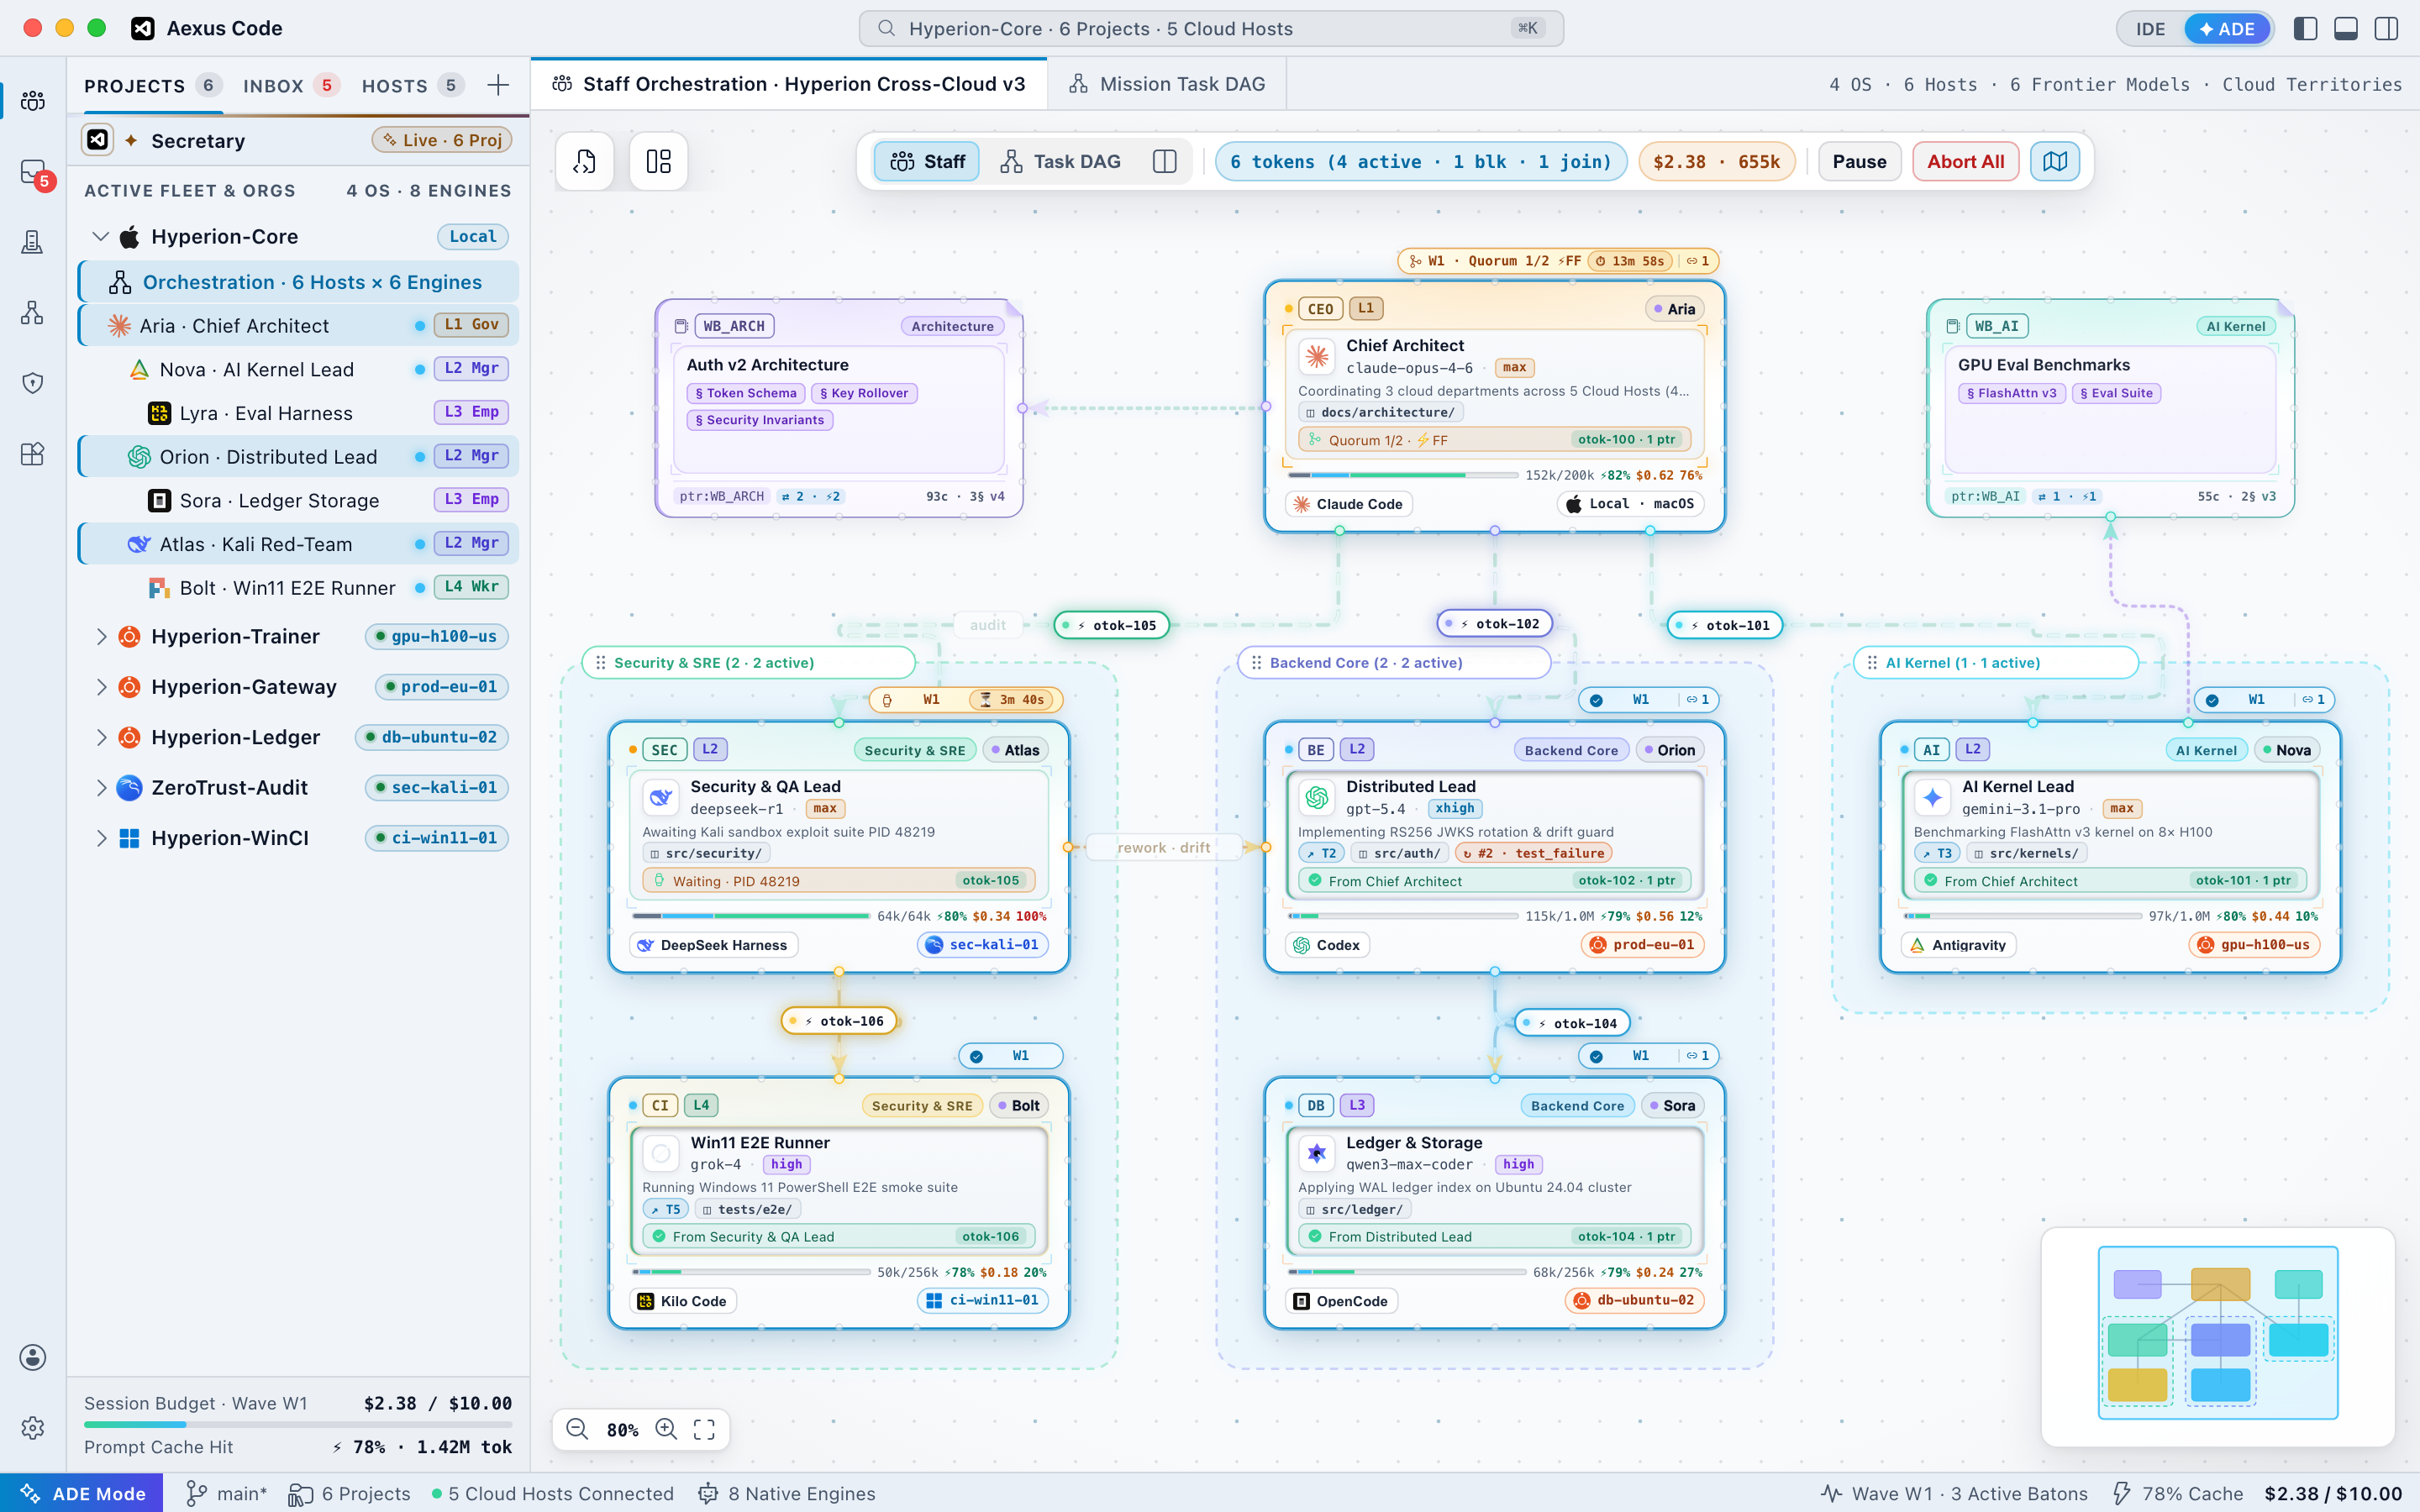 Aexus Code
Hyperion-Core · 6 Projects · 5 Cloud Hosts ⌘K
IDE ✦ ADE
PROJECTS 6 INBOX 5 HOSTS 5
Staff Orchestration · Hyperion Cross-Cloud v3
Mission Task DAG
4 OS · 6 Hosts · 6 Frontier Models · Cloud Territories
5
✦ Secretary Live · 6 Proj
ACTIVE FLEET & ORGS 4 OS · 8 ENGINES
Hyperion-Core Local
Orchestration · 6 Hosts × 6 Engines
Aria · Chief Architect L1 Gov
Nova · AI Kernel Lead L2 Mgr
Lyra · Eval Harness L3 Emp
Orion · Distributed Lead L2 Mgr
Sora · Ledger Storage L3 Emp
Atlas · Kali Red-Team L2 Mgr
Bolt · Win11 E2E Runner L4 Wkr
Hyperion-Trainer gpu-h100-us
Hyperion-Gateway prod-eu-01
Hyperion-Ledger db-ubuntu-02
ZeroTrust-Audit sec-kali-01
Hyperion-WinCI ci-win11-01
Session Budget · Wave W1 $2.38 / $10.00
Prompt Cache Hit ⚡ 78% · 1.42M tok
Staff Task DAG
6 tokens (4 active · 1 blk · 1 join)
$2.38 · 655k
Pause
Abort All
W1 · Quorum 1/2 ⚡FF ⏱ 13m 58s 1
CEO L1 Aria
Chief Architect
claude-opus-4-6 · max
Coordinating 3 cloud departments across 5 Cloud Hosts (4…
docs/architecture/
Quorum 1/2 · ⚡FF otok-100 · 1 ptr
152k/200k ⚡82% $0.62 76%
Claude Code Local · macOS
WB_ARCH Architecture
Auth v2 Architecture
§ Token Schema § Key Rollover
§ Security Invariants
ptr:WB_ARCH ⇄ 2 · ⚡2 93c · 3§ v4
WB_AI AI Kernel
GPU Eval Benchmarks
§ FlashAttn v3 § Eval Suite
ptr:WB_AI ⇄ 1 · ⚡1 55c · 2§ v3
audit ⚡ otok-105
⚡ otok-102
⚡ otok-101
Security & SRE (2 · 2 active)
Backend Core (2 · 2 active)
AI Kernel (1 · 1 active)
W1 ⏳ 3m 40s
SEC L2 Security & SRE Atlas
Security & QA Lead
deepseek-r1 · max
Awaiting Kali sandbox exploit suite PID 48219
src/security/
Waiting · PID 48219 otok-105
64k/64k ⚡80% $0.34 100%
DeepSeek Harness sec-kali-01
rework · drift
W1 1
BE L2 Backend Core Orion
Distributed Lead
gpt-5.4 · xhigh
Implementing RS256 JWKS rotation & drift guard
↗ T2 src/auth/ ↻ #2 · test_failure
From Chief Architect otok-102 · 1 ptr
115k/1.0M ⚡79% $0.56 12%
Codex prod-eu-01
W1 1
AI L2 AI Kernel Nova
AI Kernel Lead
gemini-3.1-pro · max
Benchmarking FlashAttn v3 kernel on 8× H100
↗ T3 src/kernels/
From Chief Architect otok-101 · 1 ptr
97k/1.0M ⚡80% $0.44 10%
Antigravity gpu-h100-us
⚡ otok-106
⚡ otok-104
W1
CI L4 Security & SRE Bolt
Win11 E2E Runner
grok-4 · high
Running Windows 11 PowerShell E2E smoke suite
↗ T5 tests/e2e/
From Security & QA Lead otok-106
50k/256k ⚡78% $0.18 20%
Kilo Code ci-win11-01
W1 1
DB L3 Backend Core Sora
Ledger & Storage
qwen3-max-coder · high
Applying WAL ledger index on Ubuntu 24.04 cluster
src/ledger/
From Distributed Lead otok-104 · 1 ptr
68k/256k ⚡79% $0.24 27%
OpenCode db-ubuntu-02
80%
ADE Mode main* 6 Projects 5 Cloud Hosts Connected 8 Native Engines
Wave W1 · 3 Active Batons 78% Cache $2.38 / $10.00